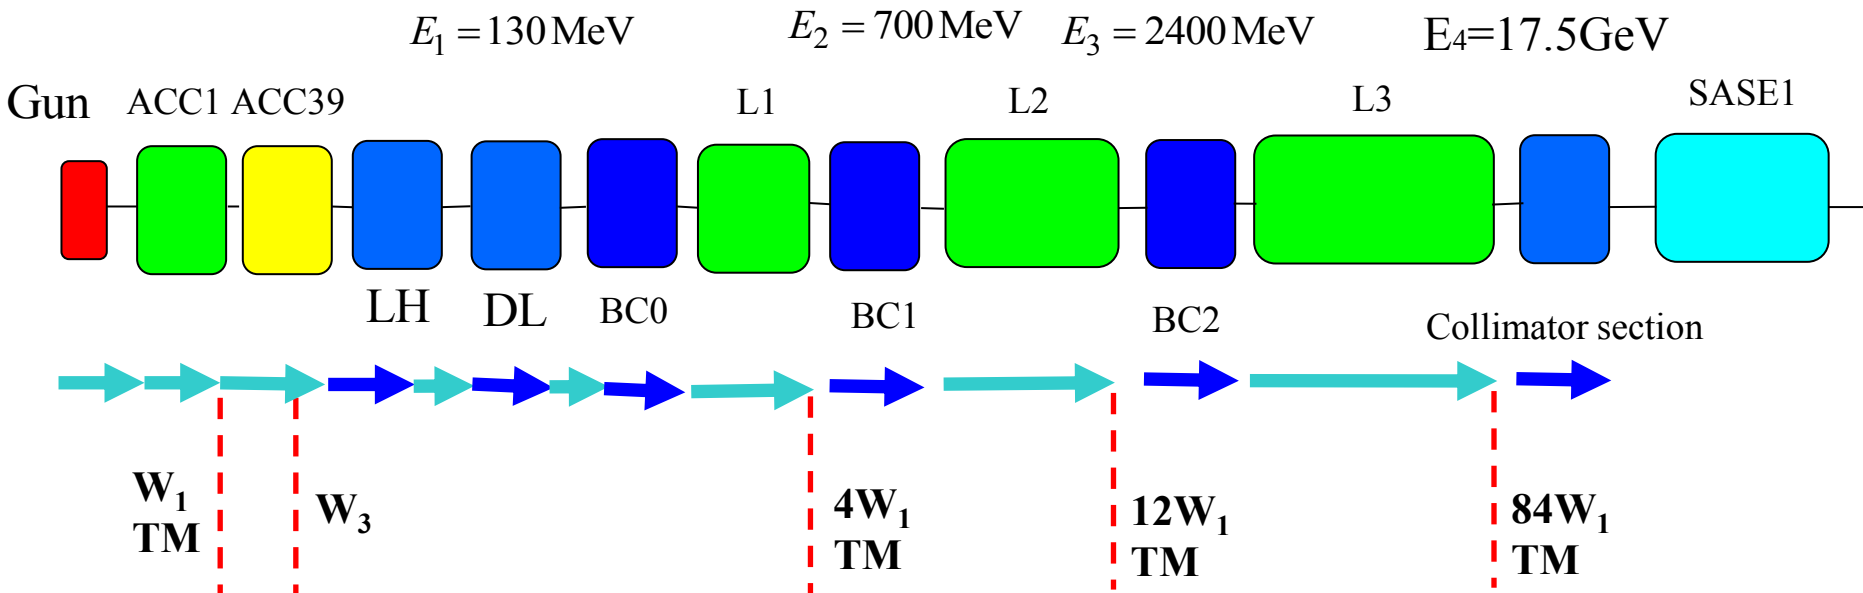 E₁ = 130 MeV
E₂ = 700 MeV
E₃ = 2400 MeV
E₄=17.5GeV
Gun
ACC1
ACC39
L1
L2
L3
SASE1
LH
DL
BC0
BC1
BC2
Collimator section
W₁
TM
W₃
4W₁
TM
12W₁
TM
84W₁
TM